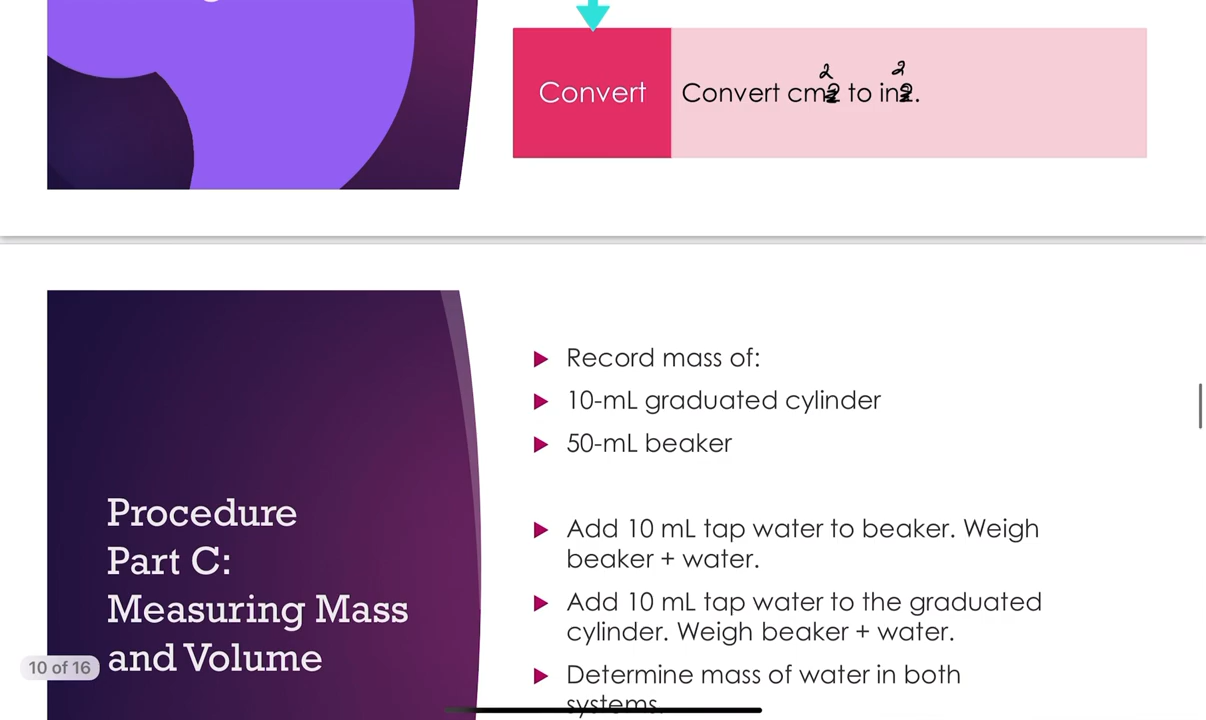 Convert
Convert cm2 to in2.
Record mass of:
10-mL graduated cylinder
50-mL beaker
Procedure
Part C:
Measuring Mass
and Volume
Add 10 mL tap water to beaker. Weigh
beaker + water.
Add 10 mL tap water to the graduated
cylinder. Weigh beaker + water.
Determine mass of water in both
systems.
10 of 16